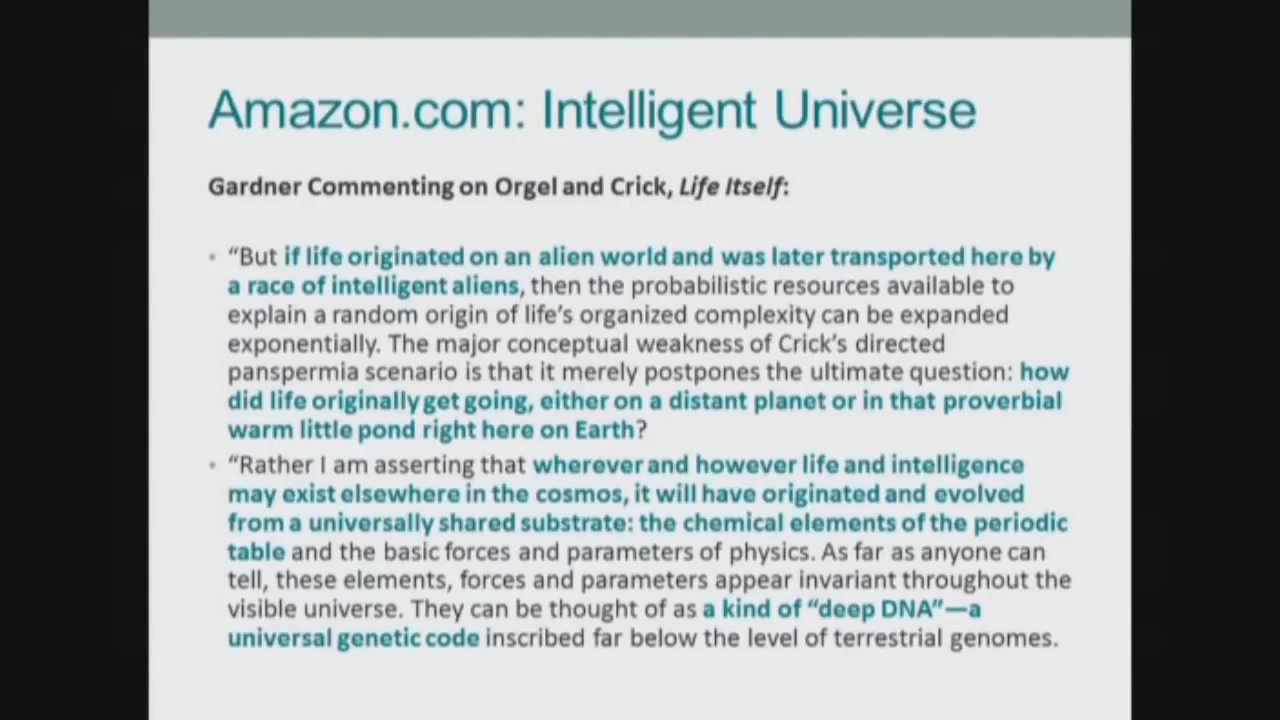 Amazon.com: Intelligent Universe
Gardner Commenting on Orgel and Crick, Life Itself:
• “But if life originated on an alien world and was later transported here by
a race of intelligent aliens, then the probabilistic resources available to
explain a random origin of life’s organized complexity can be expanded
exponentially. The major conceptual weakness of Crick’s directed
panspermia scenario is that it merely postpones the ultimate question: how
did life originally get going, either on a distant planet or in that proverbial
warm little pond right here on Earth?
• “Rather I am asserting that wherever and however life and intelligence
may exist elsewhere in the cosmos, it will have originated and evolved
from a universally shared substrate: the chemical elements of the periodic
table and the basic forces and parameters of physics. As far as anyone can
tell, these elements, forces and parameters appear invariant throughout the
visible universe. They can be thought of as a kind of “deep DNA”—a
universal genetic code inscribed far below the level of terrestrial genomes.